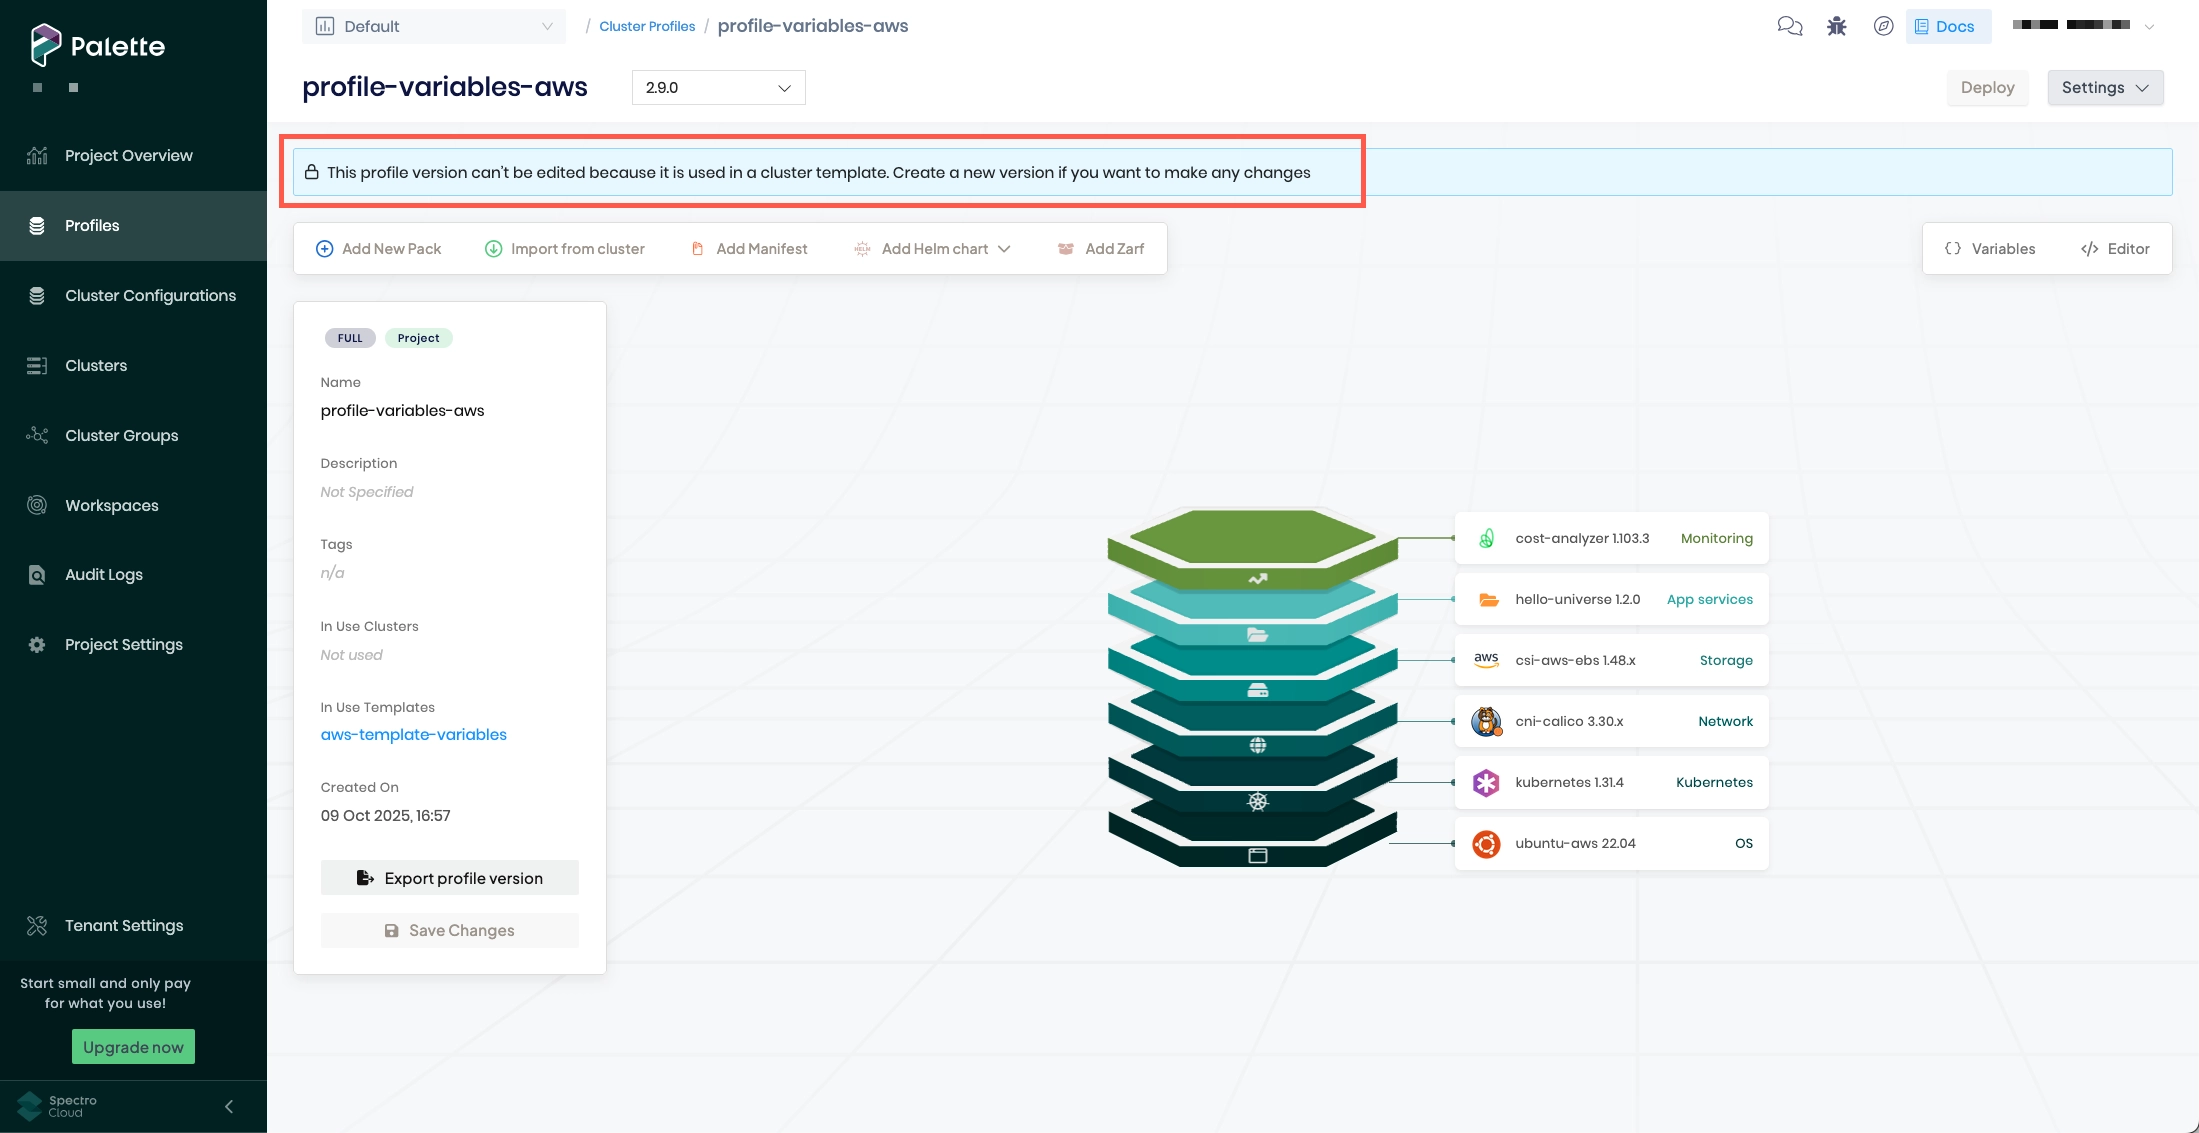 Palette
Default
/ Cluster Profiles / profile-variables-aws
Docs
profile-variables-aws
2.9.0
Deploy
Settings
This profile version can't be edited because it is used in a cluster template. Create a new version if you want to make any changes
Project Overview
Profiles
Cluster Configurations
Clusters
Cluster Groups
Workspaces
Audit Logs
Project Settings
Tenant Settings
Start small and only pay
for what you use!
Upgrade now
Spectro
Cloud
Add New Pack
Import from cluster
Add Manifest
HELM
Add Helm chart
Add Zarf
Variables
Editor
FULL
Project
Name
profile-variables-aws
Description
Not Specified
Tags
n/a
In Use Clusters
Not used
In Use Templates
aws-template-variables
Created On
09 Oct 2025, 16:57
Export profile version
Save Changes
cost-analyzer 1.103.3 Monitoring
hello-universe 1.2.0 App services
aws csi-aws-ebs 1.48.x Storage
cni-calico 3.30.x Network
kubernetes 1.31.4 Kubernetes
ubuntu-aws 22.04 OS